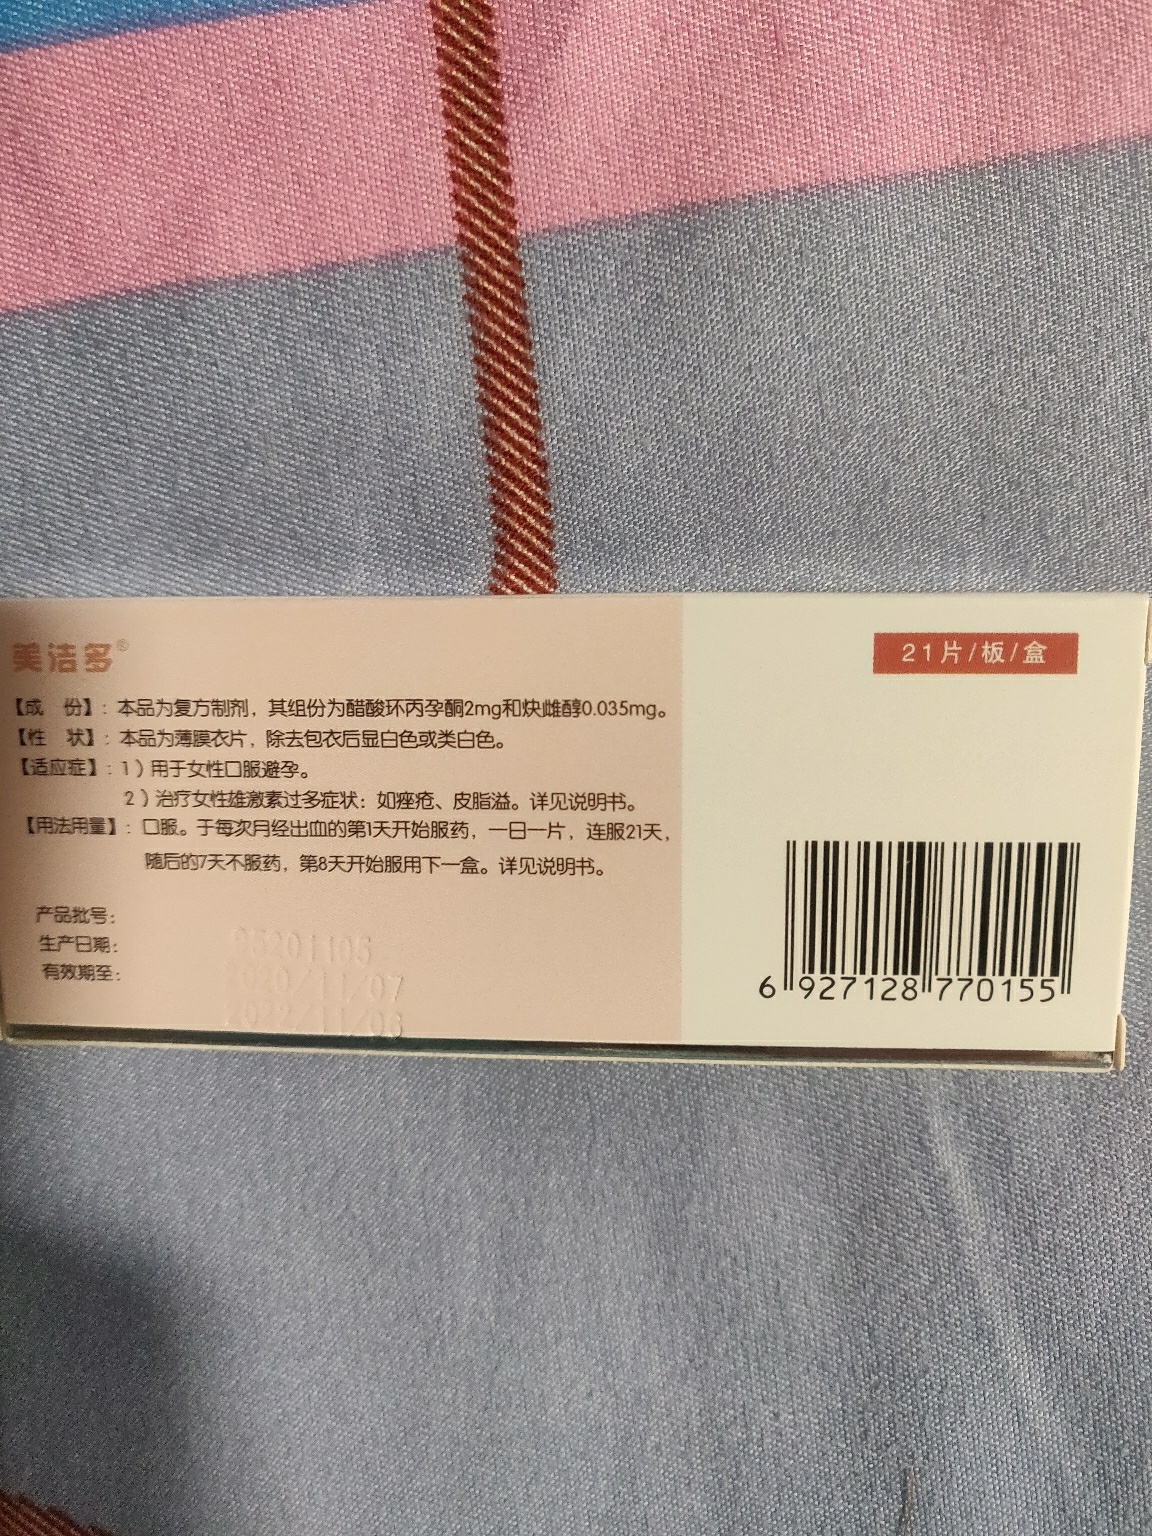 美洁多®
21片/板/盒
【成 份】：本品为复方制剂，其组份为醋酸环丙孕酮2mg和炔雌醇0.035mg。
【性 状】：本品为薄膜衣片，除去包衣后显白色或类白色。
【适应症】：1）用于女性口服避孕。
2）治疗女性雄激素过多症状：如痤疮、皮脂溢。详见说明书。
【用法用量】：口服。于每次月经出血的第1天开始服药，一日一片，连服21天，
随后的7天不服药，第8天开始服用下一盒。详见说明书。
产品批号：
生产日期：
有效期至：
2020/11/07
6 927128 770155